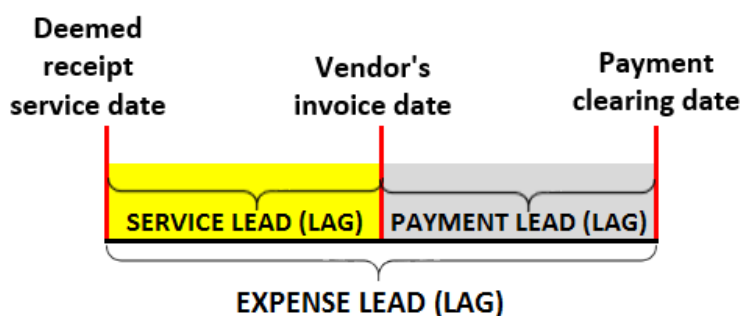 Deemed
receipt
service date
Vendor's
invoice date
Payment
clearing date
SERVICE LEAD (LAG)
PAYMENT LEAD (LAG)
EXPENSE LEAD (LAG)